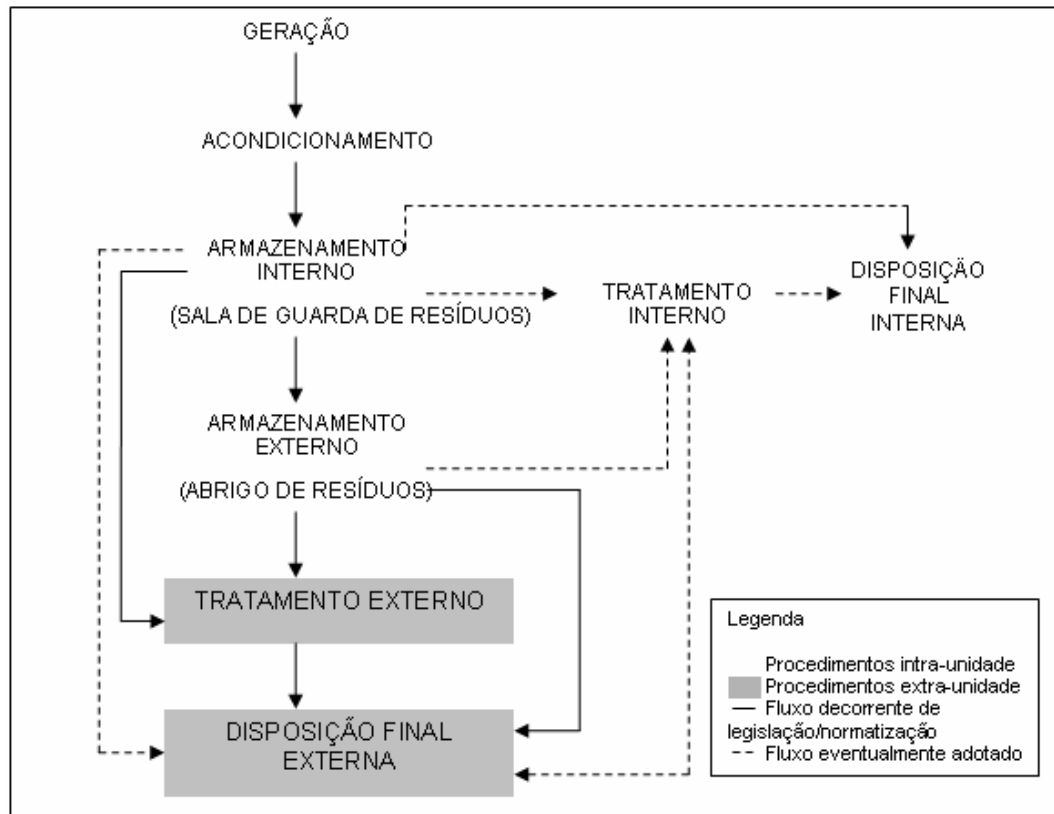 GERAÇÃO
ACONDICIONAMENTO
ARMAZENAMENTO
INTERNO
(SALA DE GUARDA DE RESÍDUOS)
TRATAMENTO
INTERNO
DISPOSIÇÃO
FINAL
INTERNA
ARMAZENAMENTO
EXTERNO
(ABRIGO DE RESÍDUOS)
TRATAMENTO EXTERNO
DISPOSIÇÃO FINAL
EXTERNA
Legenda
Procedimentos intra-unidade
Procedimentos extra-unidade
Fluxo decorrente de
legislação/normatização
Fluxo eventualmente adotado